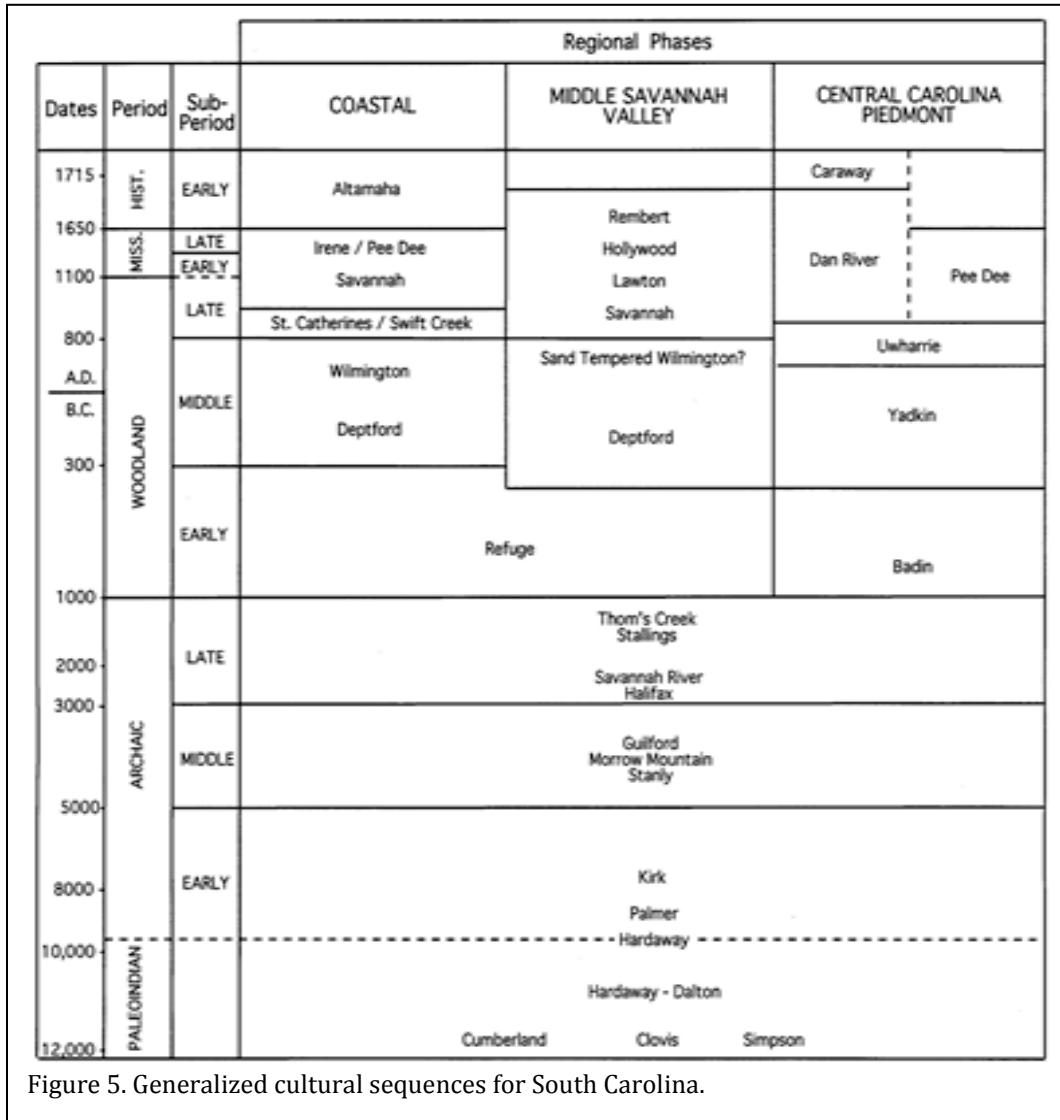 Regional Phases
Dates Period Sub-Period COASTAL MIDDLE SAVANNAH VALLEY CENTRAL CAROLINA PIEDMONT
1715 HIST. EARLY Altamaha Caraway
1650 Rembert
MISS. LATE Irene / Pee Dee Hollywood Dan River Pee Dee
EARLY Savannah Lawton
1100
LATE Savannah
St. Catherines / Swift Creek
800 Uwharrie
A.D. Wilmington Sand Tempered Wilmington?
B.C. MIDDLE Yadkin
WOODLAND Deptford Deptford
300
EARLY Refuge Badin
1000
Thom's Creek
Stallings
2000 LATE
Savannah River
Halifax
3000
ARCHAIC Guilford
MIDDLE Morrow Mountain
Stanly
5000
8000 EARLY Kirk
Palmer
Hardaway
10,000
PALEOINDIAN Hardaway - Dalton
12,000 Cumberland Clovis Simpson
Figure 5. Generalized cultural sequences for South Carolina.